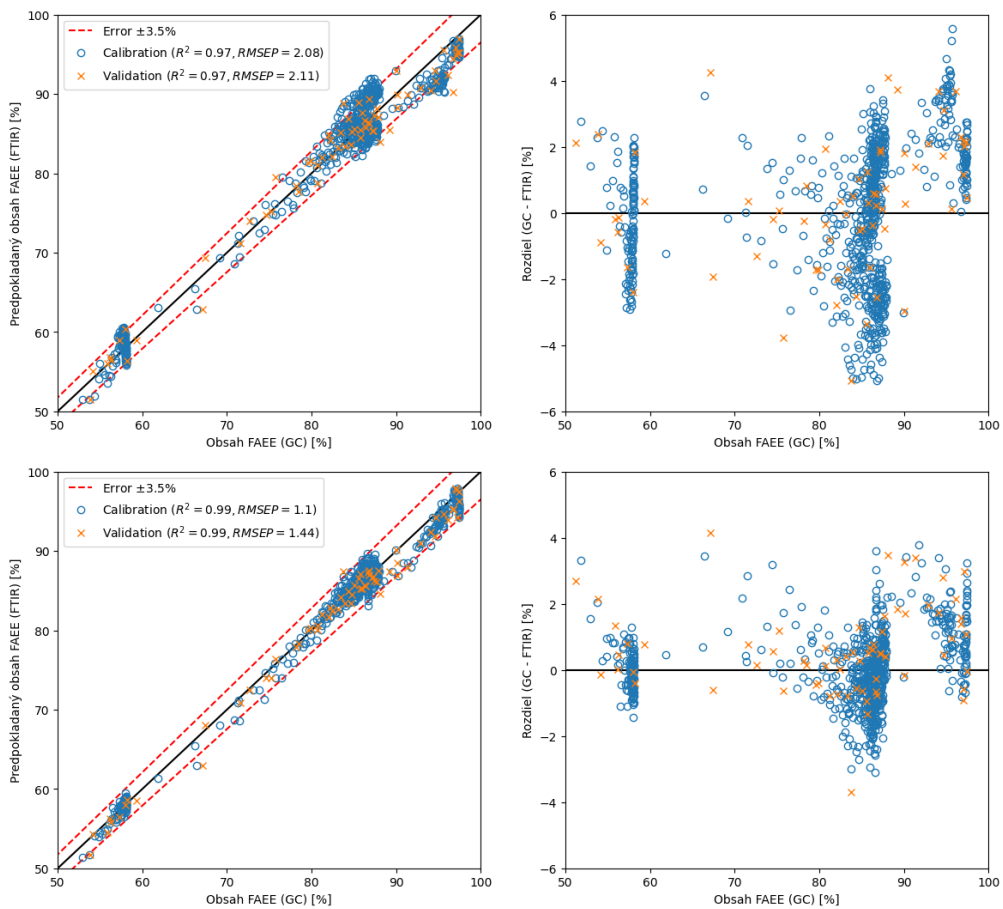 100
90
80
70
60
50
Predpokladaný obsah FAEE (FTIR) [%]
Error ±3.5%
Calibration (R² = 0.97, RMSEP = 2.08)
Validation (R² = 0.97, RMSEP = 2.11)
50 60 70 80 90 100
Obsah FAEE (GC) [%]
6
4
2
0
−2
−4
−6
Rozdiel (GC - FTIR) [%]
50 60 70 80 90 100
Obsah FAEE (GC) [%]
100
90
80
70
60
50
Predpokladaný obsah FAEE (FTIR) [%]
Error ±3.5%
Calibration (R² = 0.99, RMSEP = 1.1)
Validation (R² = 0.99, RMSEP = 1.44)
50 60 70 80 90 100
Obsah FAEE (GC) [%]
6
4
2
0
−2
−4
−6
Rozdiel (GC - FTIR) [%]
50 60 70 80 90 100
Obsah FAEE (GC) [%]